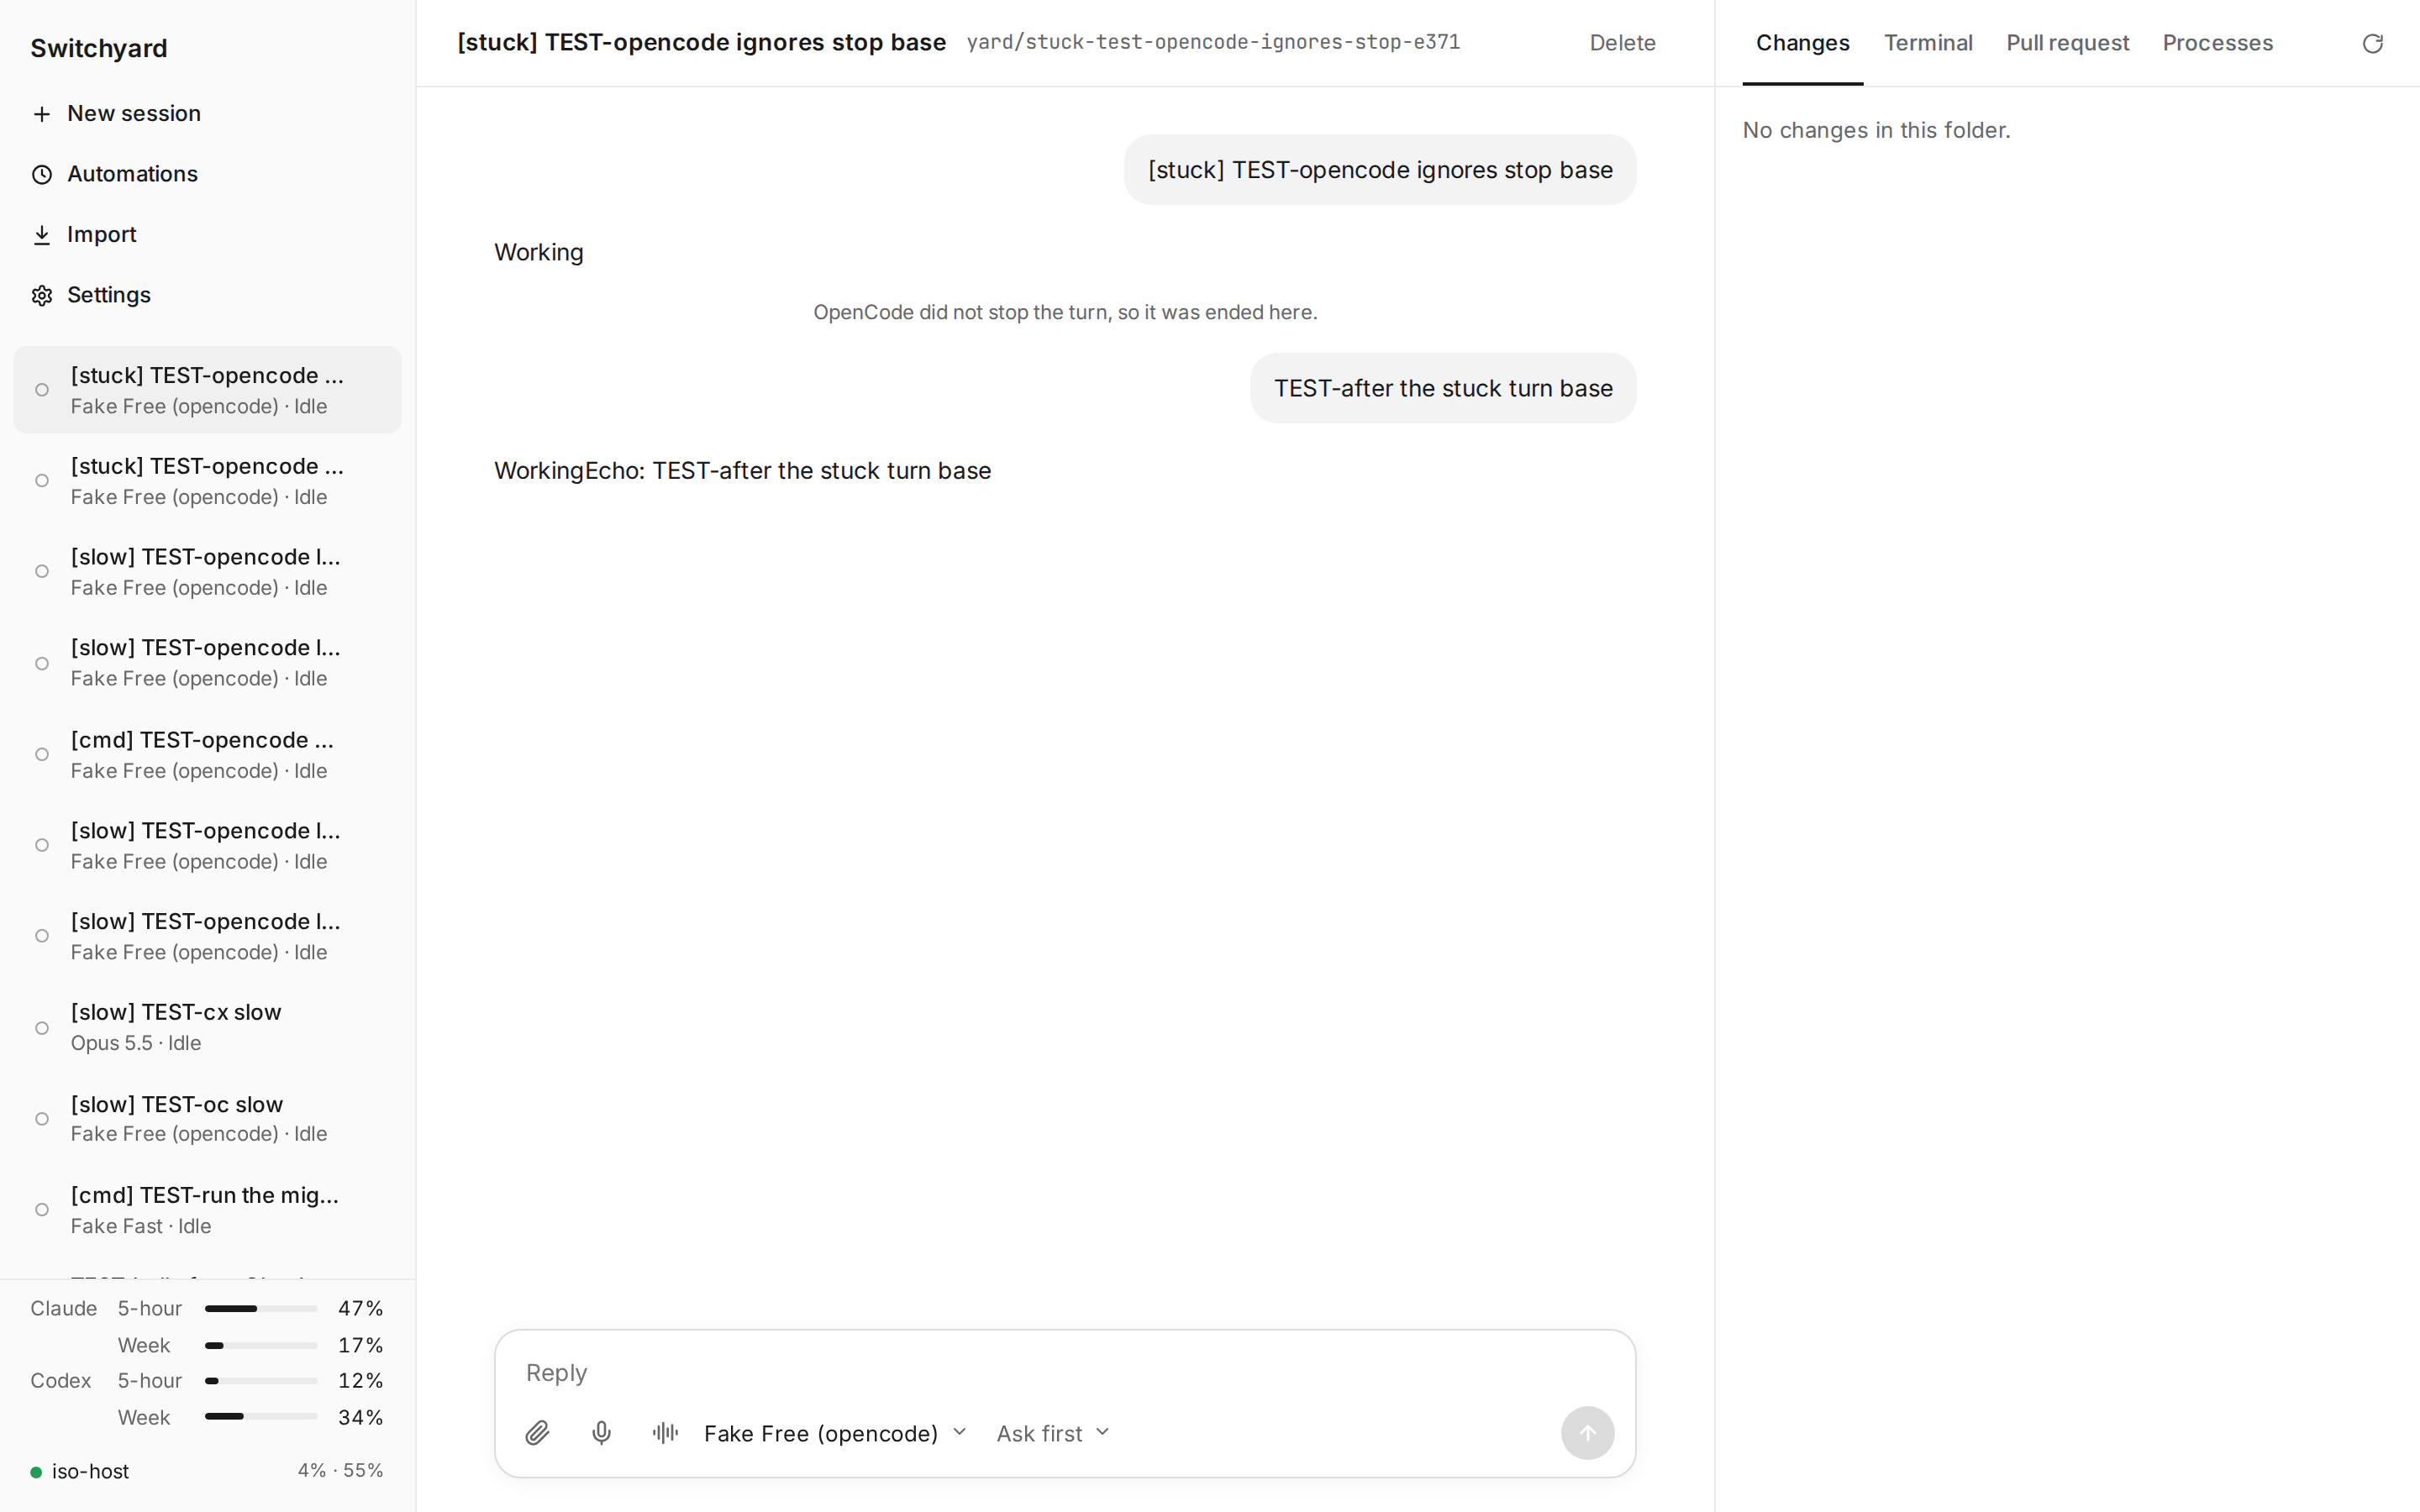 Switchyard
New session
Automations
Import
Settings
[stuck] TEST-opencode ...
Fake Free (opencode) · Idle
[stuck] TEST-opencode ...
Fake Free (opencode) · Idle
[slow] TEST-opencode l...
Fake Free (opencode) · Idle
[slow] TEST-opencode l...
Fake Free (opencode) · Idle
[cmd] TEST-opencode ...
Fake Free (opencode) · Idle
[slow] TEST-opencode l...
Fake Free (opencode) · Idle
[slow] TEST-opencode l...
Fake Free (opencode) · Idle
[slow] TEST-cx slow
Opus 5.5 · Idle
[slow] TEST-oc slow
Fake Free (opencode) · Idle
[cmd] TEST-run the mig...
Fake Fast · Idle
Claude 5-hour 47%
Week 17%
Codex 5-hour 12%
Week 34%
iso-host 4% · 55%
[stuck] TEST-opencode ignores stop base yard/stuck-test-opencode-ignores-stop-e371 Delete
[stuck] TEST-opencode ignores stop base
Working
OpenCode did not stop the turn, so it was ended here.
TEST-after the stuck turn base
WorkingEcho: TEST-after the stuck turn base
Reply
Fake Free (opencode) Ask first
Changes Terminal Pull request Processes
No changes in this folder.